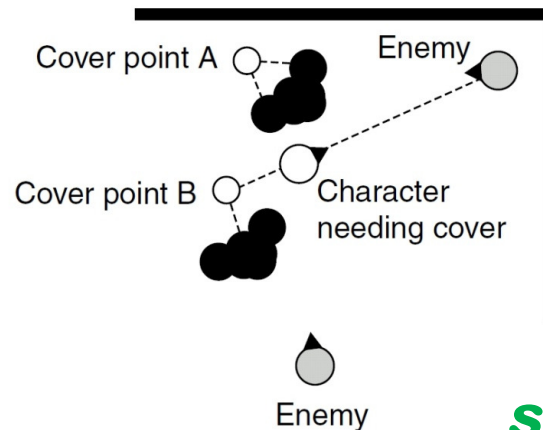 Cover point A
Enemy
Cover point B
Character
needing cover
Enemy
S